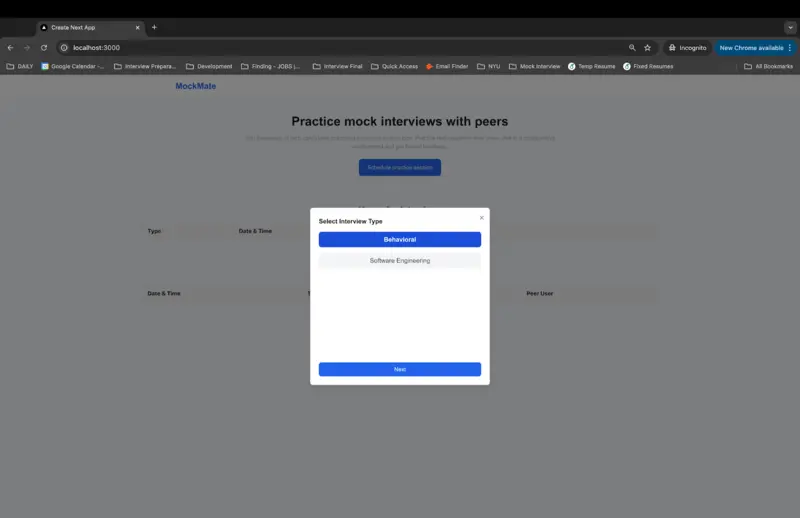 Create Next App
localhost:3000
Incognito
New Chrome available
DAILY
Google Calendar -...
Interview Prepara...
Development
Finding - JOBS |...
Interview Final
Quick Access
Email Finder
NYU
Mock Interview
Temp Resume
Fixed Resumes
All Bookmarks
MockMate
Practice mock interviews with peers
Schedule practice session
Type
Date & Time
Select Interview Type
×
Behavioral
Software Engineering
Next
Date & Time
Peer User